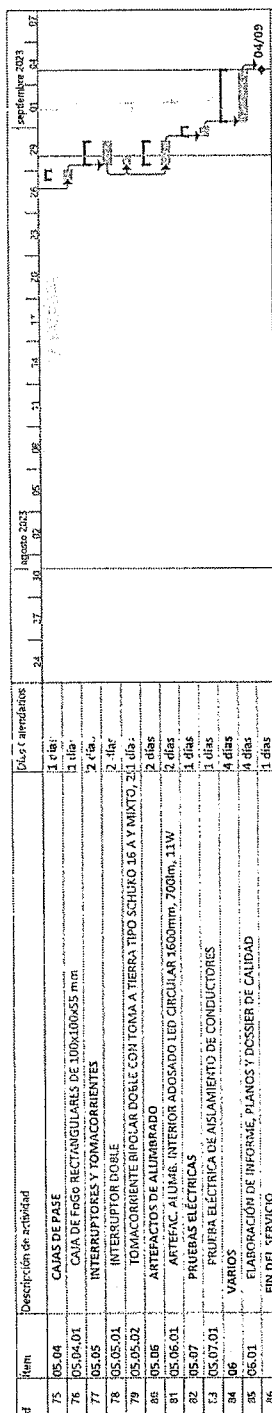 d Item Descripción de actividad Días Calendarios agosto 2023 septiembre 2023
24 27 30 02 05 08 11 14 17 20 23 26 29 01 04 07
75 05.04 CAJAS DE PASE 1 días
76 05.04.01 CAJA DE FoGo RECTANGULARES DE 100x100x55 mm 1 días
77 05.05 INTERRUPTORES Y TOMACORRIENTES 2 días
78 05.05.01 INTERRUPTOR DOBLE 2 días
79 05.05.02 TOMACORRIENTE BIPOLAR DOBLE CON TOMA A TIERRA TIPO SCHUKO 16 A Y MIXTO, 1 días
80 05.06 ARTEFACTOS DE ALUMBRADO 2 días
81 05.06.01 ARTEFAC. ALUMB. INTERIOR ADOSADO LED CIRCULAR 1600mm, 700lm, 11W 2 días
82 05.07 PRUEBAS ELÉCTRICAS 1 días
05.07.01 PRUEBA ELÉCTRICA DE AISLAMIENTO DE CONDUCTORES 1 días
84 06 VARIOS 4 días
85 06.01 ELABORACIÓN DE INFORME, PLANOS Y DOSSIER DE CALIDAD 4 días
86 FIN DEL SERVICIO 1 días 04/09